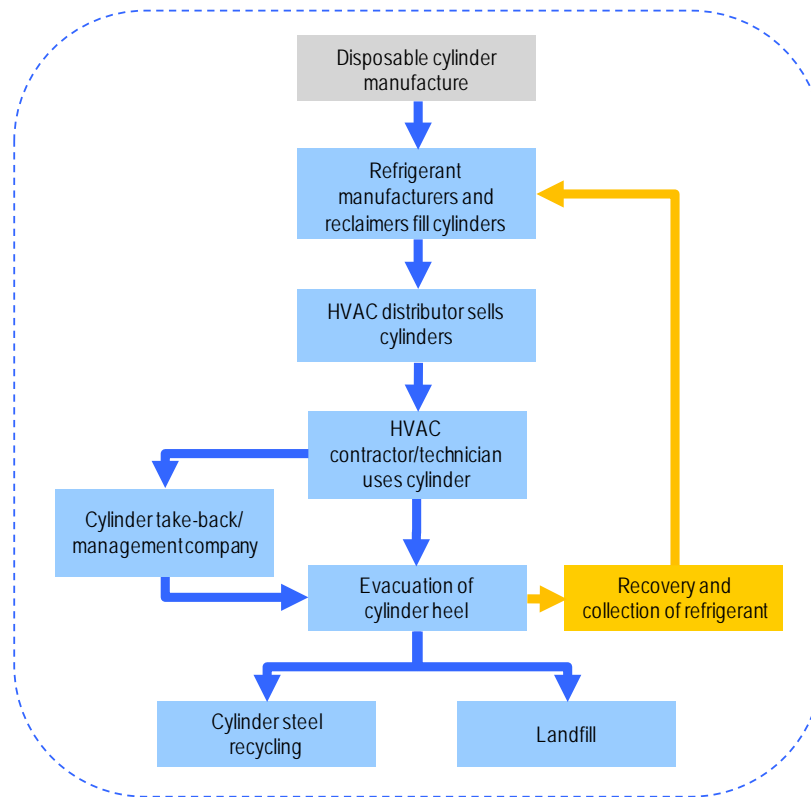 Disposable cylinder
manufacture
Refrigerant
manufacturers and
reclaimers fill cylinders
HVAC distributor sells
cylinders
HVAC
contractor/technician
uses cylinder
Cylinder take-back/
management company
Evacuation of
cylinder heel
Recovery and
collection of refrigerant
Cylinder steel
recycling
Landfill